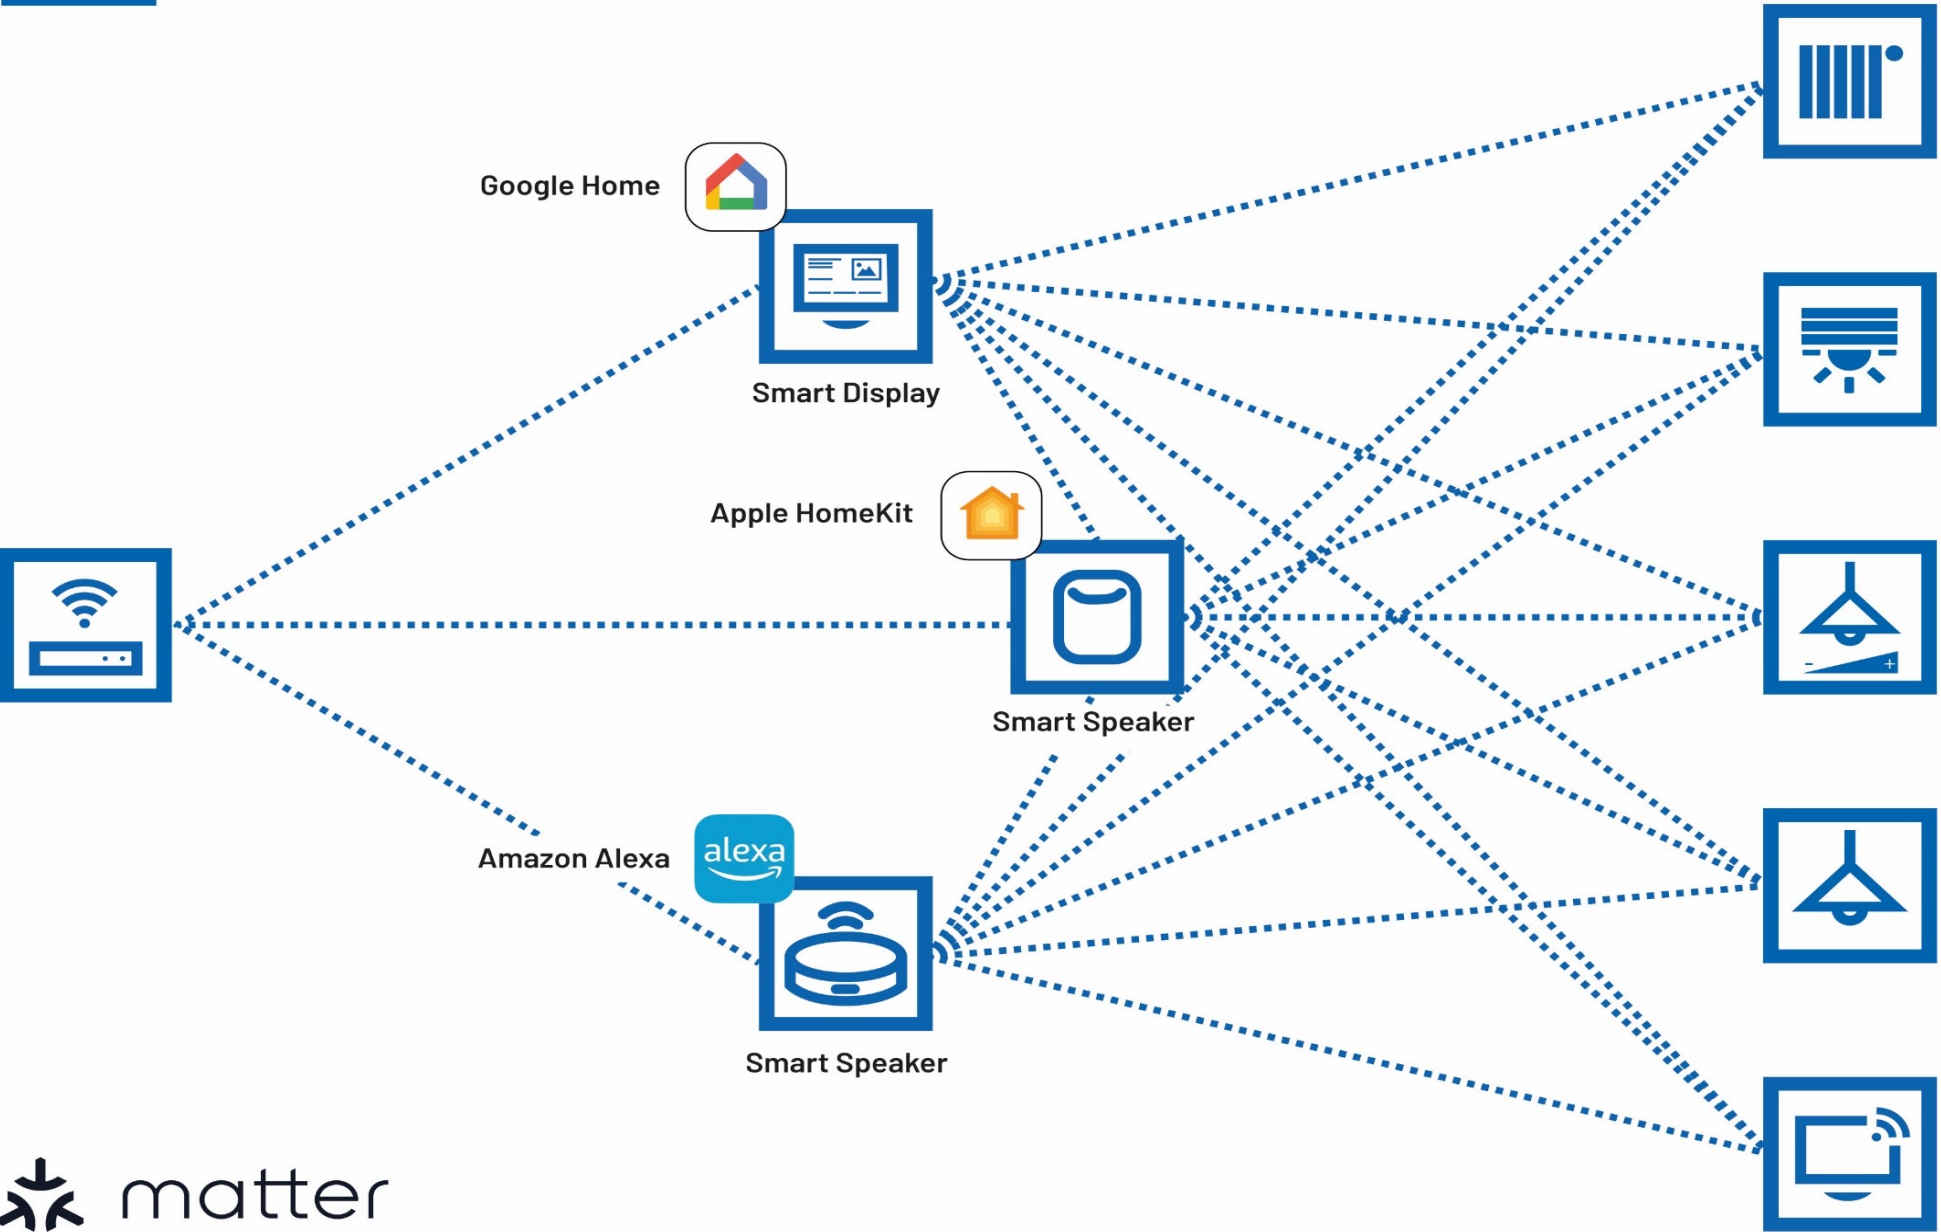 Google Home
Smart Display
Apple HomeKit
Smart Speaker
Amazon Alexa
alexa
Smart Speaker
- +
matter